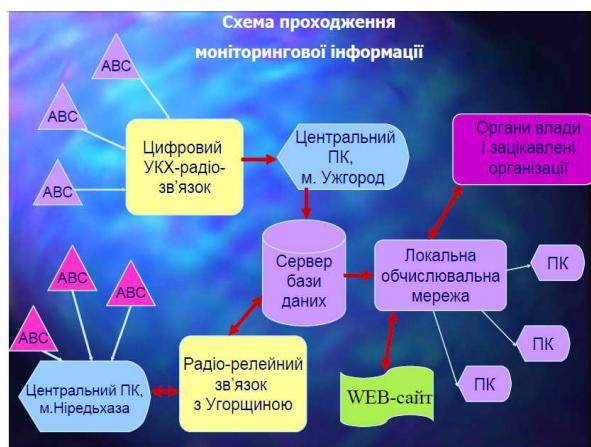 Схема проходження
моніторингової інформації
АВС
АВС
АВС
Цифровий
УКХ-радіо-
зв’язок
Центральний
ПК,
м. Ужгород
Органи влади
і зацікавлені
організації
Сервер
бази
даних
Локальна
обчислювальна
мережа
ПК
ПК
ПК
АВС
АВС
АВС
Центральний ПК,
м.Ніредьхаза
Радіо-релейний
зв’язок
з Угорщиною
WEB-сайт